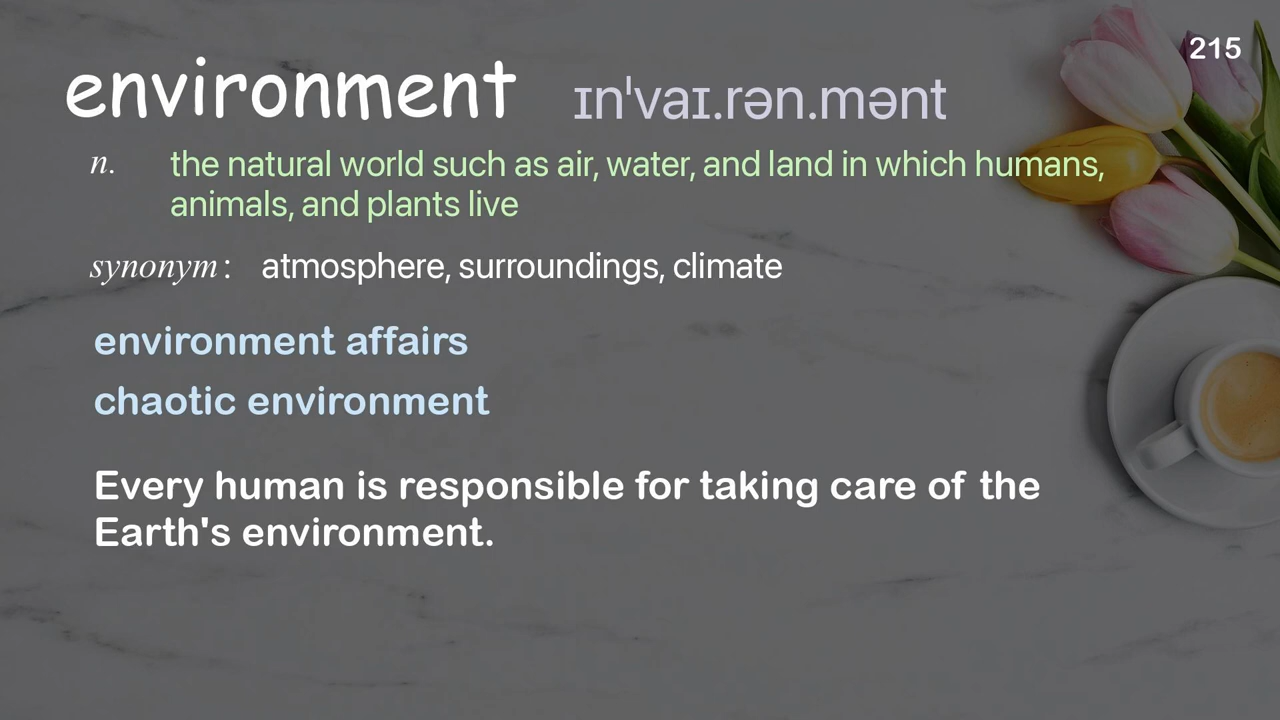 215
environment ɪnˈvaɪ.rən.mənt
n. the natural world such as air, water, and land in which humans,
animals, and plants live
synonym: atmosphere, surroundings, climate
environment affairs
chaotic environment
Every human is responsible for taking care of the
Earth's environment.